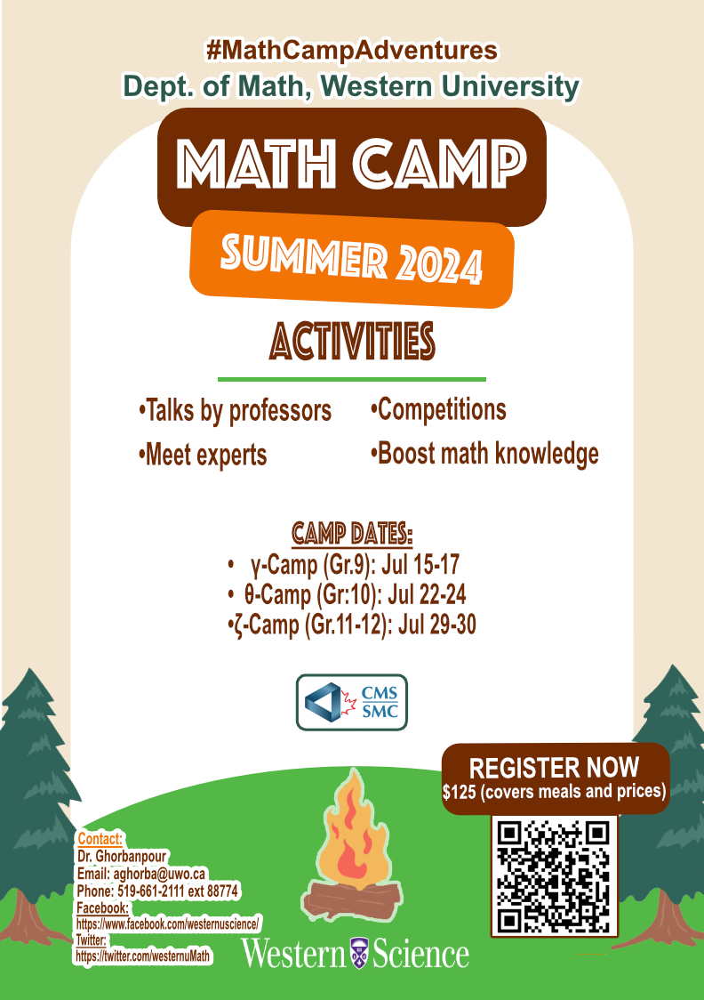 #MathCampAdventures
Dept. of Math, Western University
MATH CAMP
SUMMER 2024
ACTIVITIES
•Talks by professors
•Meet experts
•Competitions
•Boost math knowledge
CAMP DATES:
• γ-Camp (Gr.9): Jul 15-17
• θ-Camp (Gr:10): Jul 22-24
•ζ-Camp (Gr.11-12): Jul 29-30
CMS
SMC
REGISTER NOW
$125 (covers meals and prices)
Contact:
Dr. Ghorbanpour
Email: aghorba@uwo.ca
Phone: 519-661-2111 ext 88774
Facebook:
https://www.facebook.com/westernuscience/
Twitter:
https://twitter.com/westernuMath
Western Science